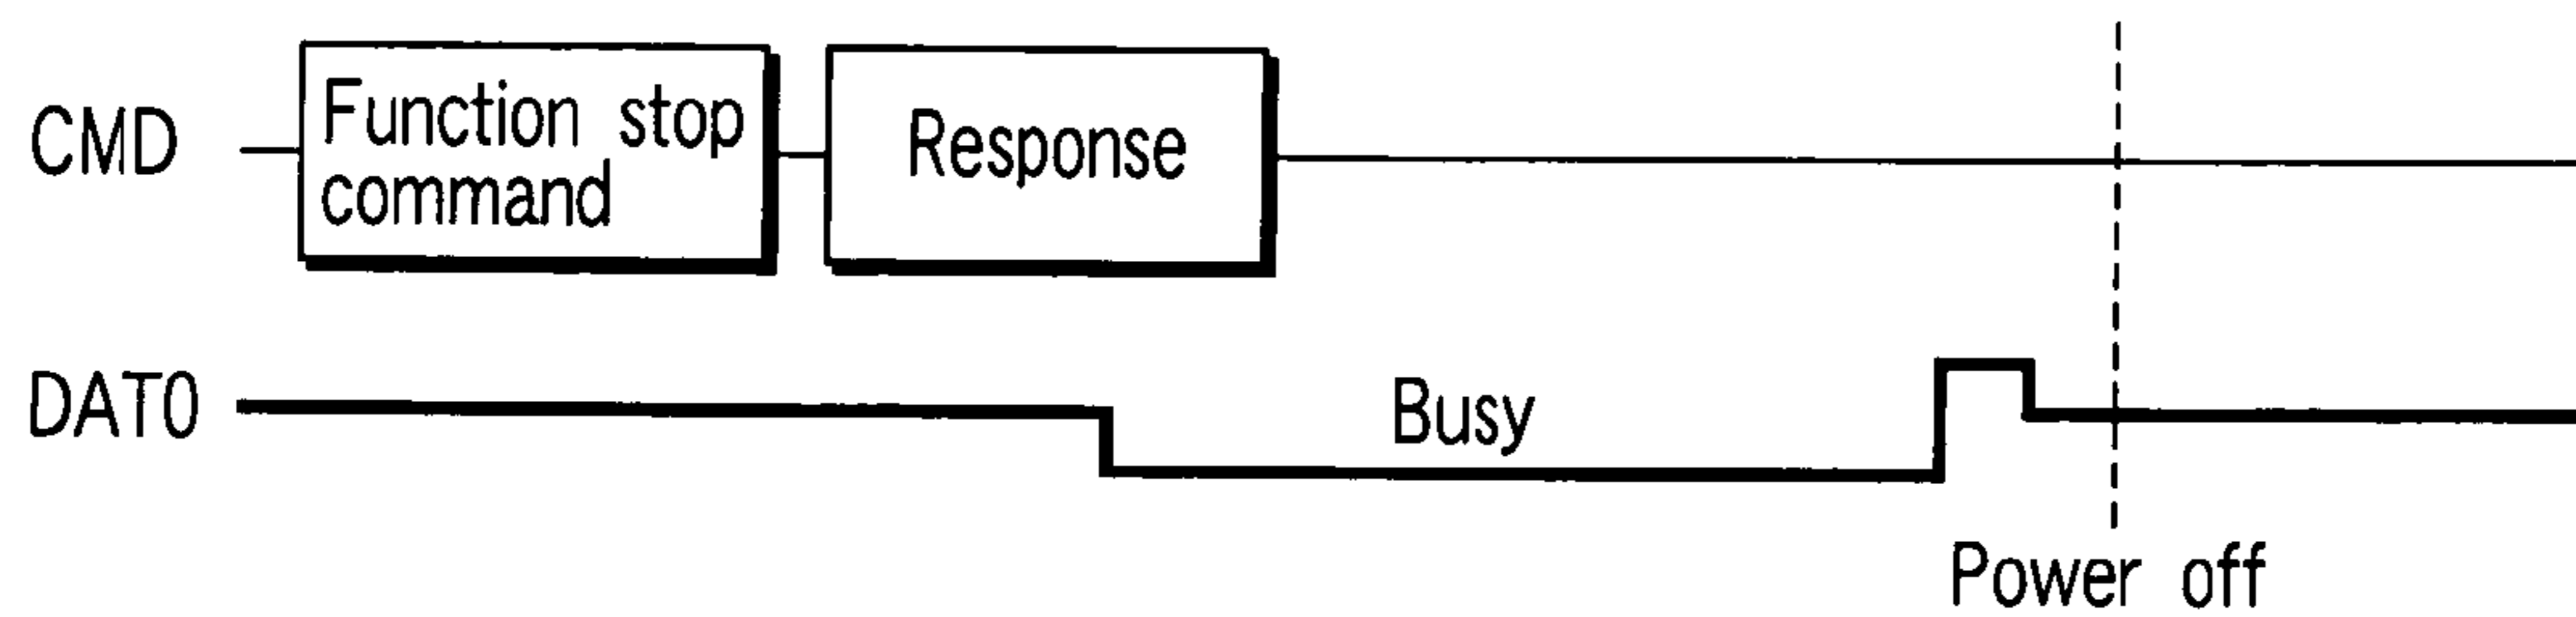 CMD
Function stop
command
Response
DAT0
Busy
Power off